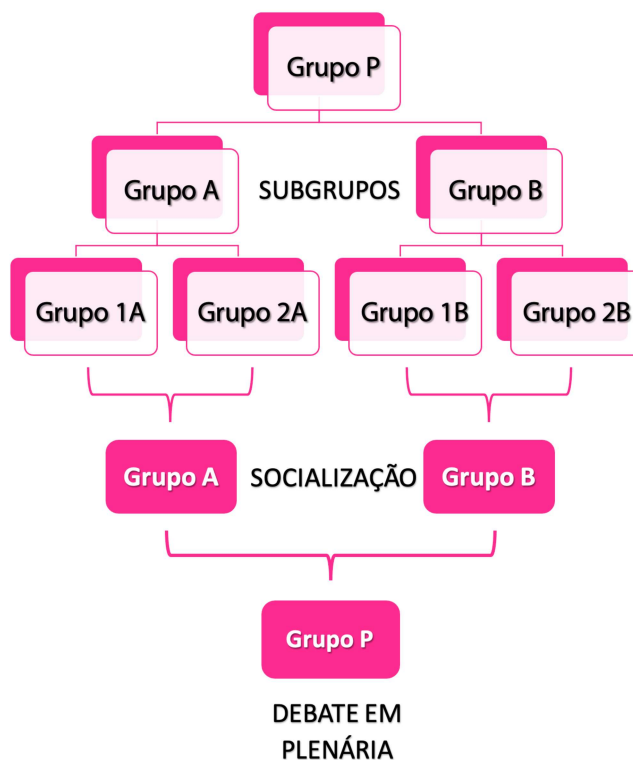 Grupo P
Grupo A
SUBGRUPOS
Grupo B
Grupo 1A
Grupo 2A
Grupo 1B
Grupo 2B
Grupo A
SOCIALIZAÇÃO
Grupo B
Grupo P
DEBATE EM
PLENÁRIA